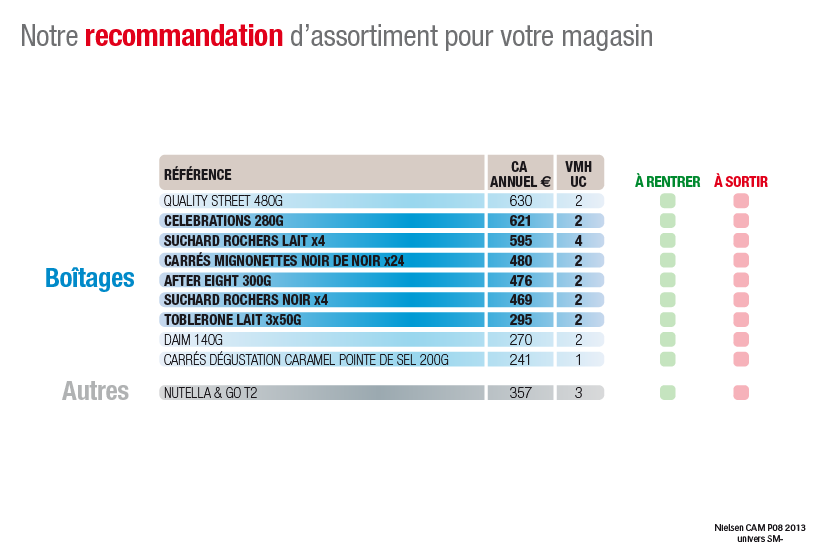 Notre recommandation d'assortiment pour votre magasin
RÉFÉRENCE CA ANNUEL € VMH UC À RENTRER À SORTIR
QUALITY STREET 480G 630 2
CELEBRATIONS 280G 621 2
SUCHARD ROCHERS LAIT x4 595 4
CARRÉS MIGNONETTES NOIR DE NOIR x24 480 2
Boîtages
AFTER EIGHT 300G 476 2
SUCHARD ROCHERS NOIR x4 469 2
TOBLERONE LAIT 3x50G 295 2
DAIM 140G 270 2
CARRÉS DÉGUSTATION CARAMEL POINTE DE SEL 200G 241 1
Autres
NUTELLA & GO T2 357 3
Nielsen CAM P08 2013
univers SM-